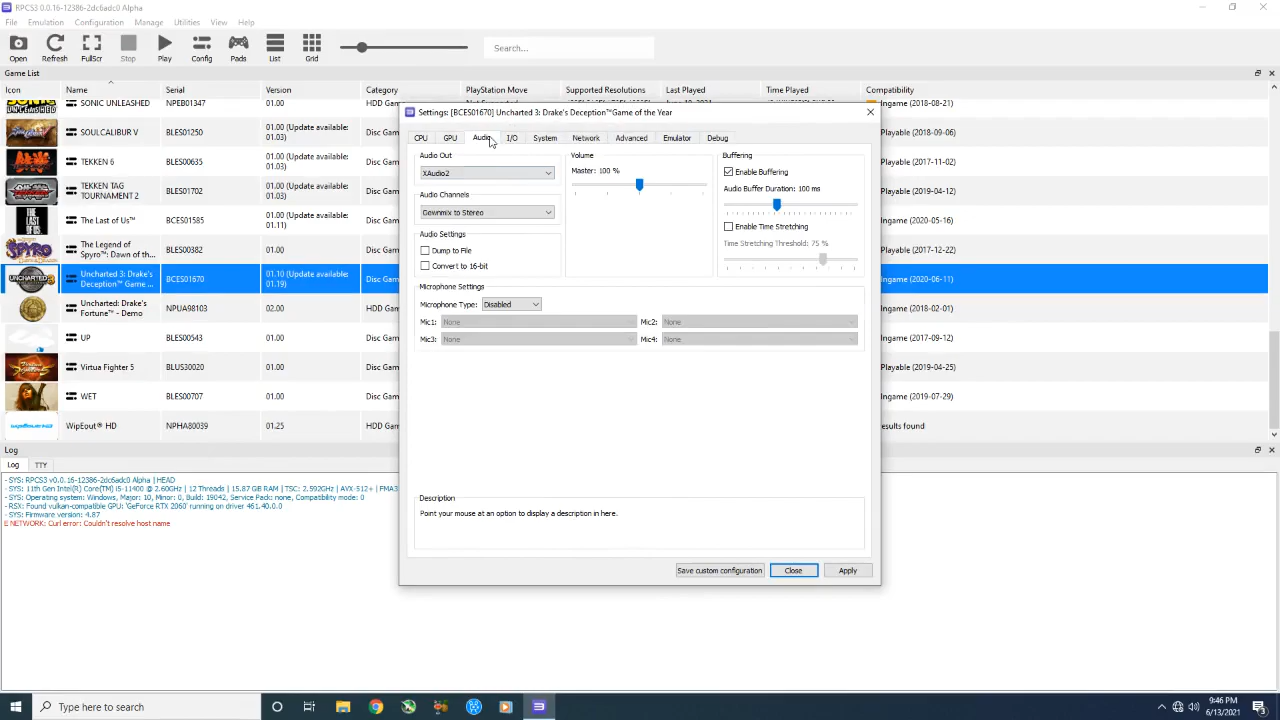 RPCS3 0.0.16-12386-2dc6adc0 Alpha
File Emulation Configuration Manage Utilities View Help
Open Refresh FullScr Stop Play Config Pads List Grid Search...
Game List
Icon Name Serial Version Category PlayStation Move Supported Resolutions Last Played Time Played Compatibility
SONIC UNLEASHED NPEB01347 01.00 HDD Gam (2018-08-21)
SOULCALIBUR V BLES01250 01.00 (Update available: 01.03) Disc Gam (2018-09-06)
TEKKEN 6 BLES00635 01.00 (Update available: 01.03) Disc Gam (2017-11-02)
TEKKEN TAG TOURNAMENT 2 BLES01702 01.00 (Update available: 01.03) Disc Gam (2019-04-12)
THE LAST OF US The Last of Us™ BCES01585 01.00 (Update available: 01.11) Disc Gam (2020-05-16)
The Legend of Spyro™: Dawn of th... BLES00382 01.00 Disc Gam (2017-12-22)
Uncharted 3: Drake's Deception™ Game ... BCES01670 01.10 (Update available: 01.19) Disc Gam Ingame (2020-06-11)
Uncharted: Drake's Fortune™ - Demo NPUA98103 02.00 HDD Gam Ingame (2018-02-01)
UP BLES00543 01.00 Disc Gam Ingame (2017-09-12)
Virtua Fighter 5 BLUS30020 01.00 Disc Gam Ingame (2019-04-25)
WET BLES00707 01.00 Disc Gam Ingame (2019-07-29)
WipEout® HD NPHA80039 01.25 HDD Gam esults found
Settings: [BCES01670] Uncharted 3: Drake's Deception™Game of the Year
CPU GPU Audio I/O System Network Advanced Emulator Debug
Audio Out
XAudio2
Audio Channels
Downmix to Stereo
Audio Settings
Dump to File
Convert to 16-bit
Volume
Master: 100 %
Buffering
Enable Buffering
Audio Buffer Duration: 100 ms
Enable Time Stretching
Time Stretching Threshold: 75 %
Microphone Settings
Microphone Type: Disabled
Mic1: None Mic2: None
Mic3: None Mic4: None
Description
Point your mouse at an option to display a description in here.
Save custom configuration Close Apply
Log
Log TTY
- SYS: RPCS3 v0.0.16-12386-2dc6adc0 Alpha | HEAD
- SYS: 11th Gen Intel(R) Core(TM) i5-11400 @ 2.60GHz | 12 Threads | 15.87 GiB RAM | TSC: 2.592GHz | AVX-512+ | FMA3
- SYS: Operating system: Windows, Major: 10, Minor: 0, Build: 19042, Service Pack: none, Compatibility mode: 0
- RSX: Found vulkan-compatible GPU: 'GeForce RTX 2060' running on driver 461.40.0.0
- SYS: Firmware version: 4.87
E NETWORK: Curl error: Couldn't resolve host name
Type here to search
9:46 PM
6/13/2021